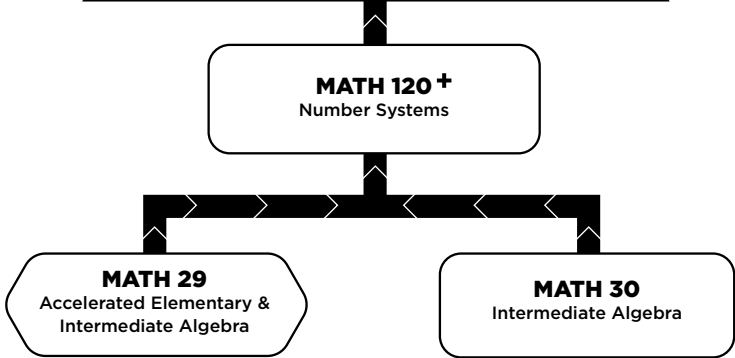 MATH 120+
Number Systems
MATH 29
Accelerated Elementary &
Intermediate Algebra
MATH 30
Intermediate Algebra